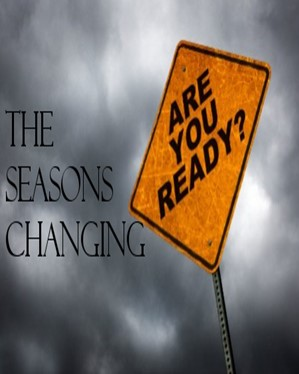 THE
SEASONS
CHANGING
ARE
YOU
READY?